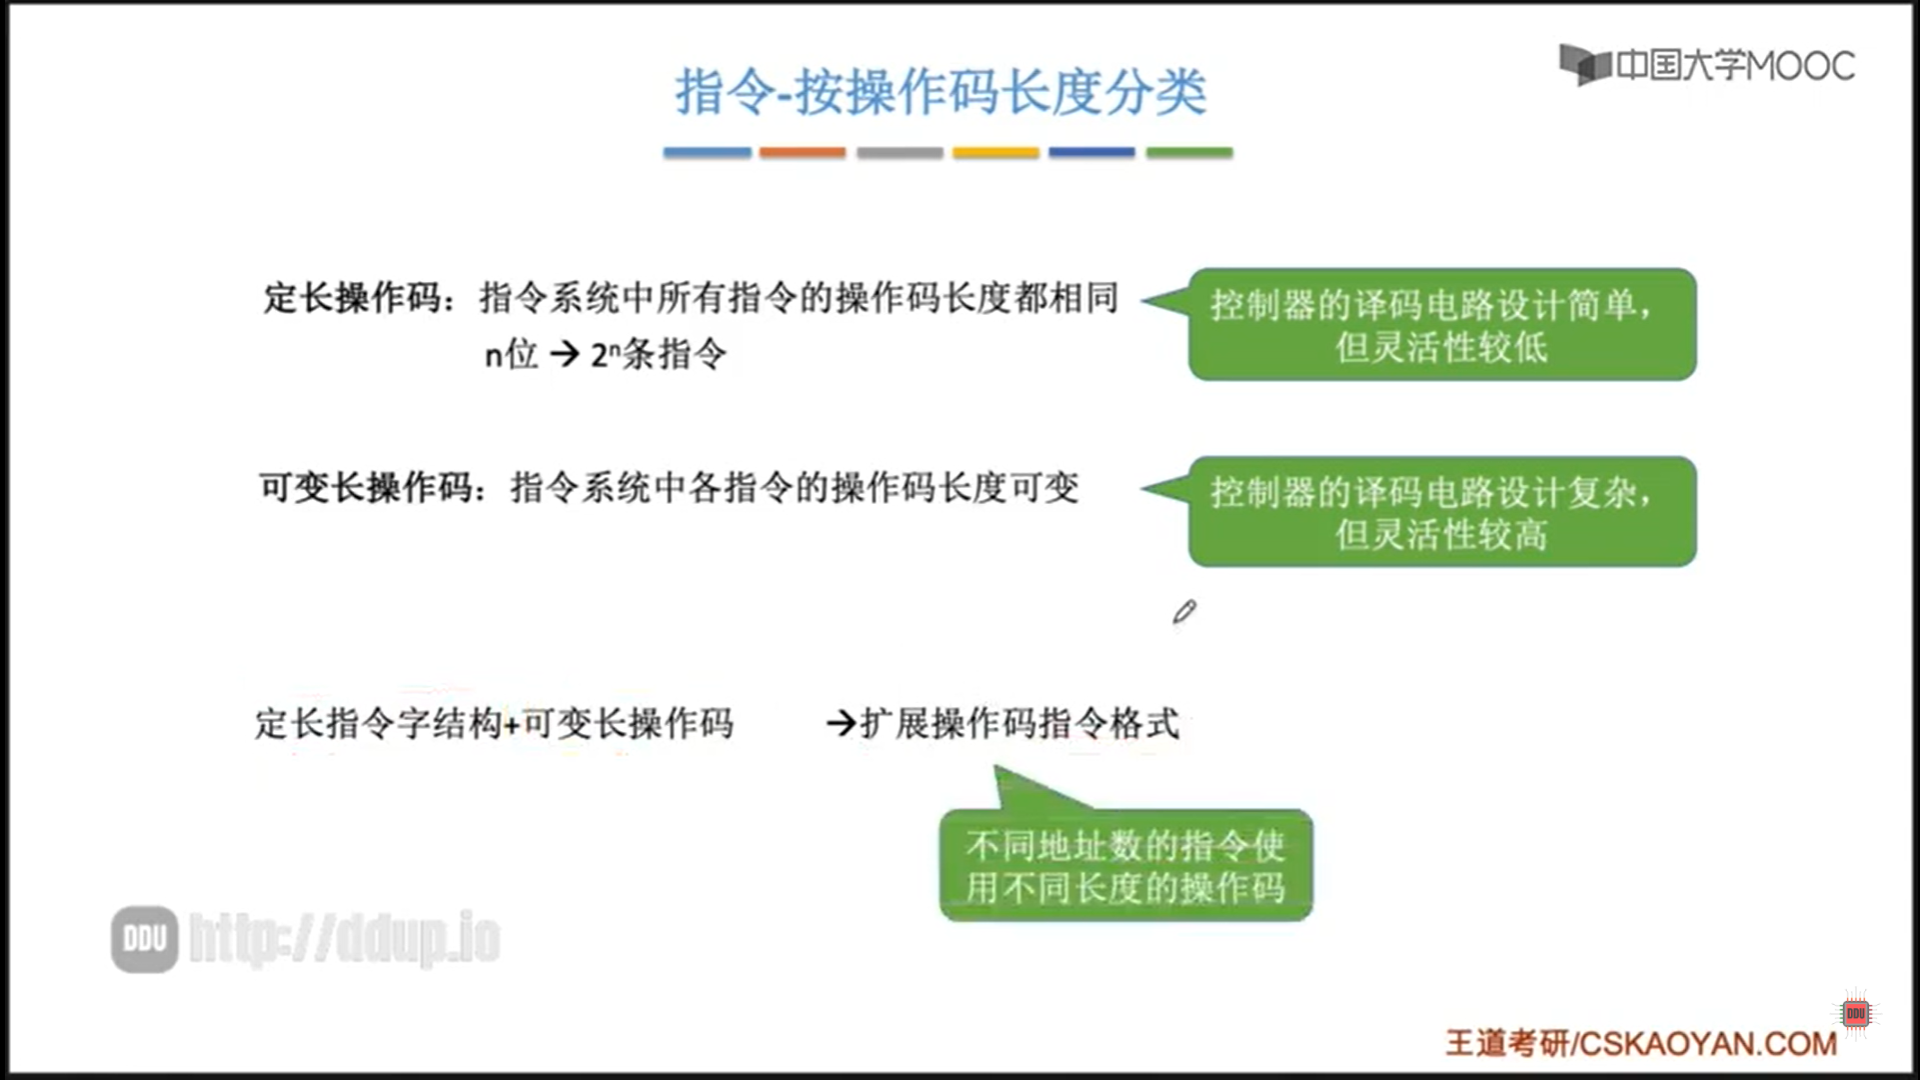 中国大学MOOC
指令-按操作码长度分类
定长操作码：指令系统中所有指令的操作码长度都相同
n位 → 2ⁿ条指令
控制器的译码电路设计简单，
但灵活性较低
可变长操作码：指令系统中各指令的操作码长度可变
控制器的译码电路设计复杂，
但灵活性较高
定长指令字结构+可变长操作码 →扩展操作码指令格式
不同地址数的指令使
用不同长度的操作码
DDU http://ddup.io
DDU
王道考研/CSKAOYAN.COM